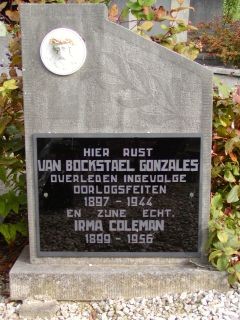 HIER RUST
VAN BOCKSTAEL GONZALES
OVERLEDEN INGEVOLGE
OORLOGSFEITEN
1897 - 1944
EN ZIJNE ECHT.
IRMA COLEMAN
1899 - 1956